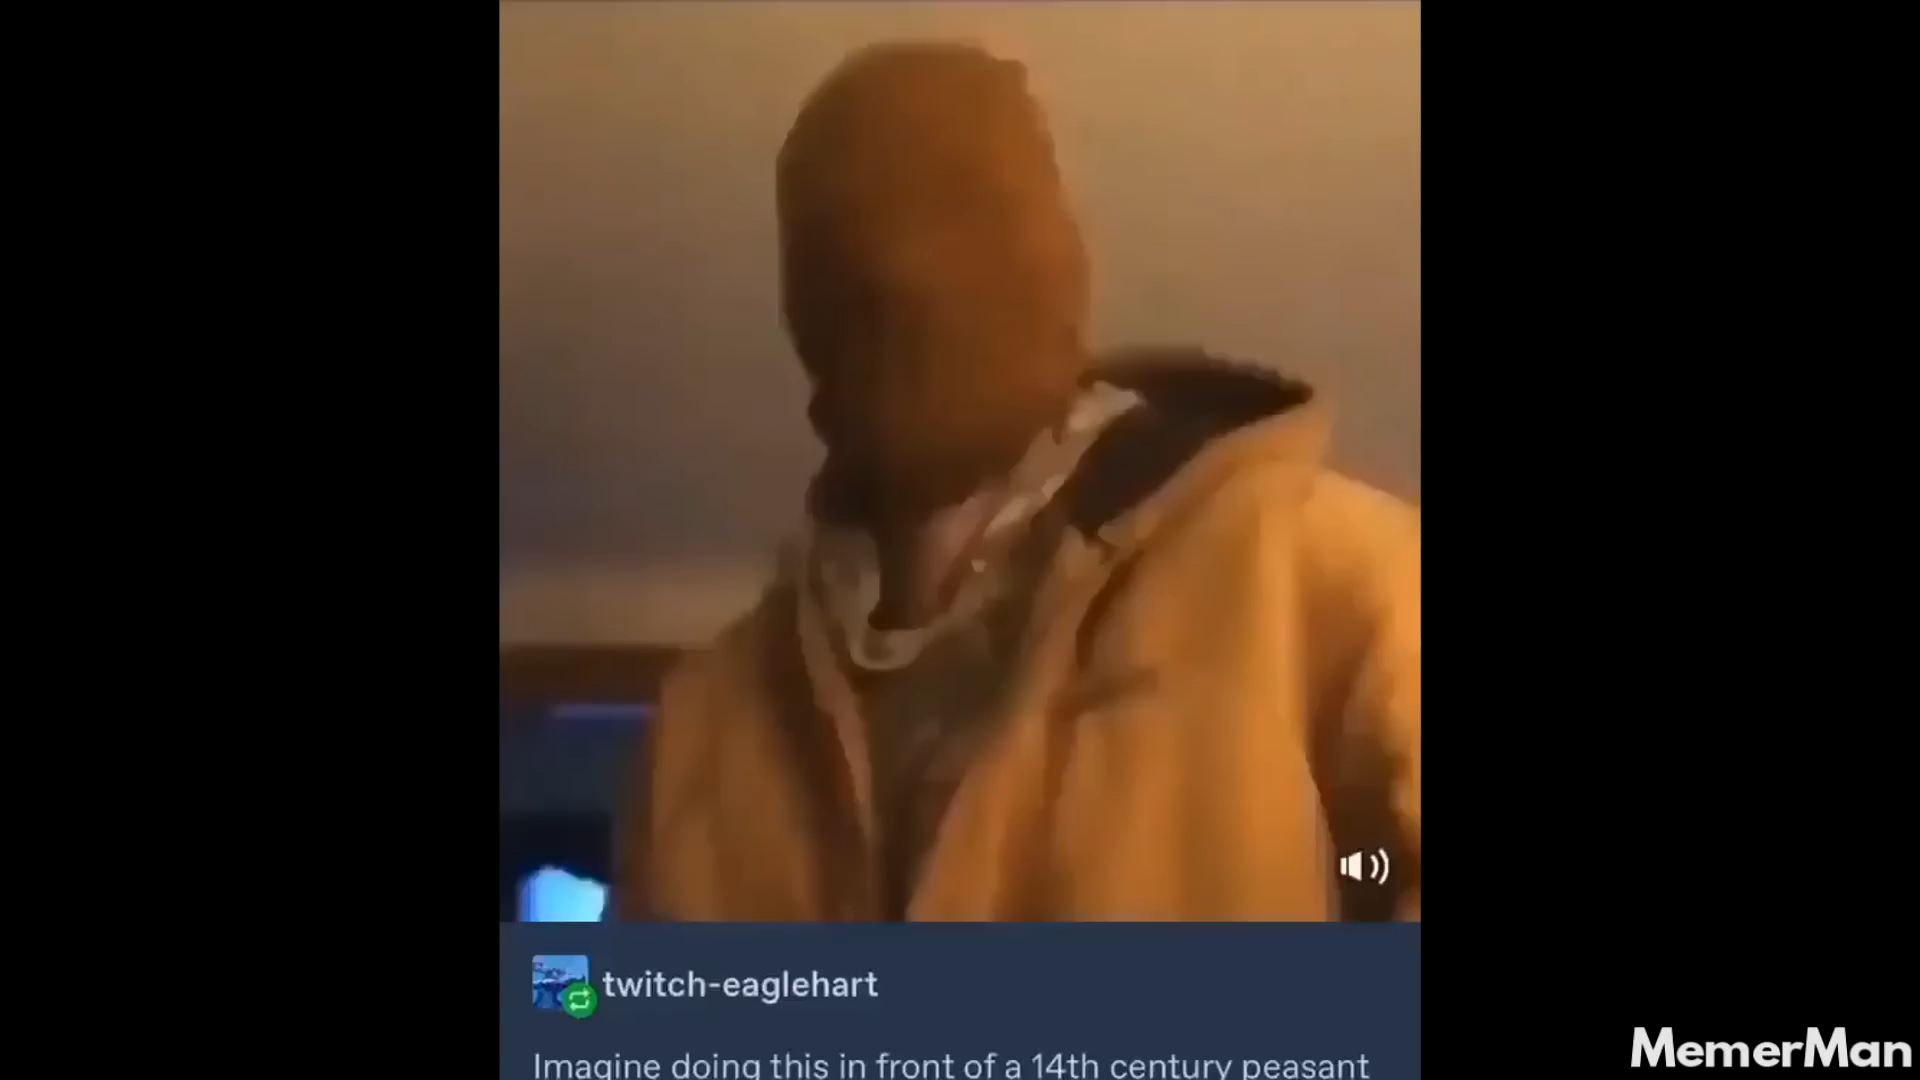 twitch-eaglehart
Imagine doing this in front of a 14th century peasant
MemerMan